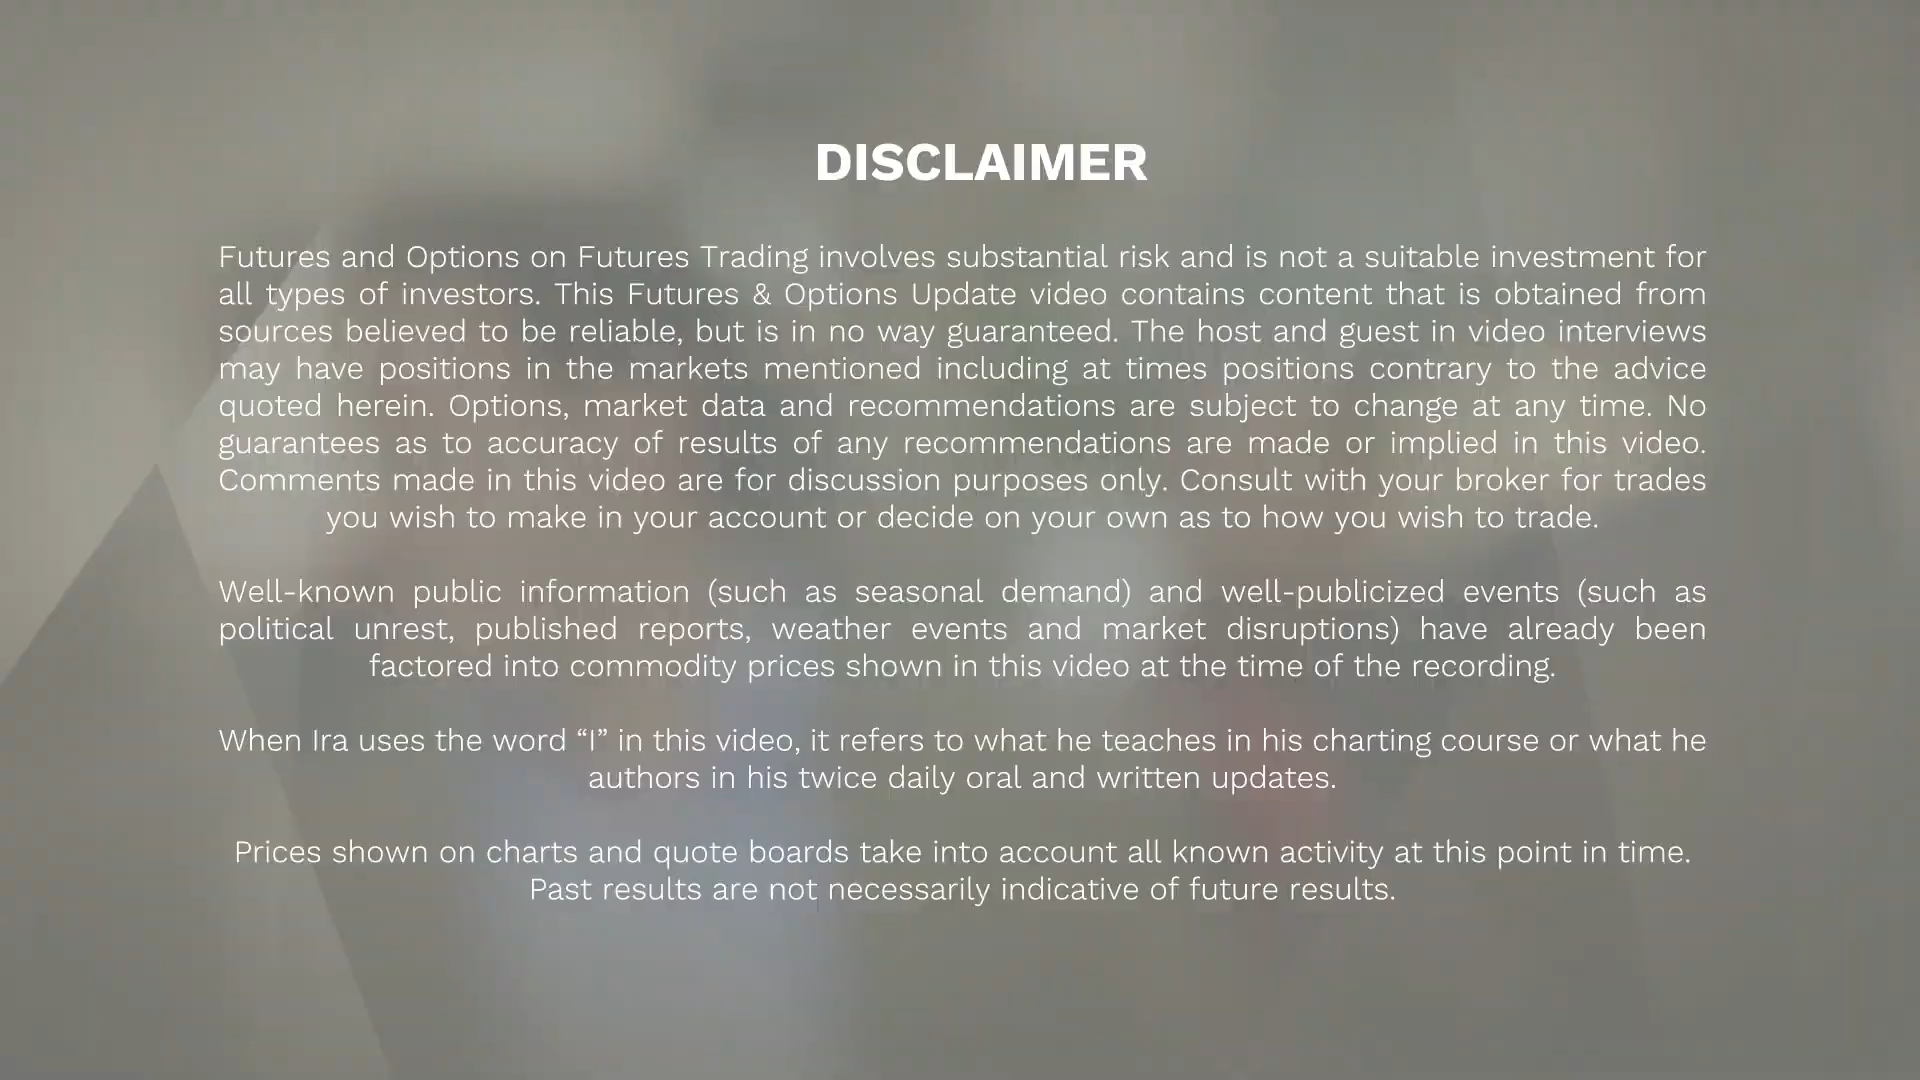 DISCLAIMER
Futures and Options on Futures Trading involves substantial risk and is not a suitable investment for
all types of investors. This Futures & Options Update video contains content that is obtained from
sources believed to be reliable, but is in no way guaranteed. The host and guest in video interviews
may have positions in the markets mentioned including at times positions contrary to the advice
quoted herein. Options, market data and recommendations are subject to change at any time. No
guarantees as to accuracy of results of any recommendations are made or implied in this video.
Comments made in this video are for discussion purposes only. Consult with your broker for trades
you wish to make in your account or decide on your own as to how you wish to trade.
Well-known public information (such as seasonal demand) and well-publicized events (such as
political unrest, published reports, weather events and market disruptions) have already been
factored into commodity prices shown in this video at the time of the recording.
When Ira uses the word “I” in this video, it refers to what he teaches in his charting course or what he
authors in his twice daily oral and written updates.
Prices shown on charts and quote boards take into account all known activity at this point in time.
Past results are not necessarily indicative of future results.